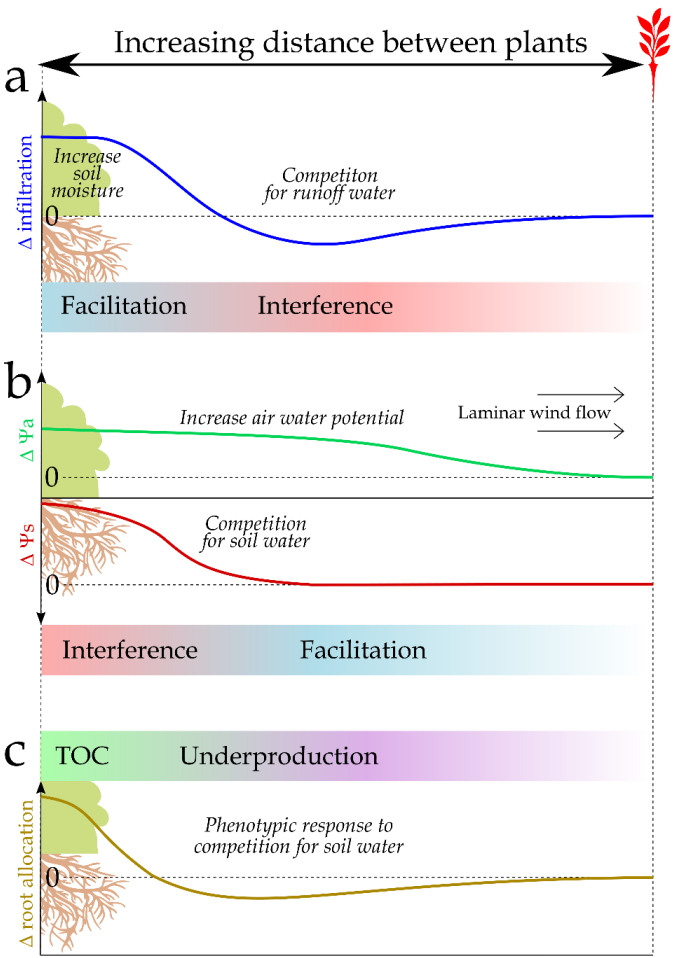 Increasing distance between plants
a
Δ infiltration
Increase
soil
moisture
Competiton
for runoff water
0
Facilitation
Interference
b
Δ Ψa
Increase air water potential
Laminar wind flow
0
Δ Ψs
Competition
for soil water
0
Interference
Facilitation
c
TOC
Underproduction
Δ root allocation
Phenotypic response to
competition for soil water
0